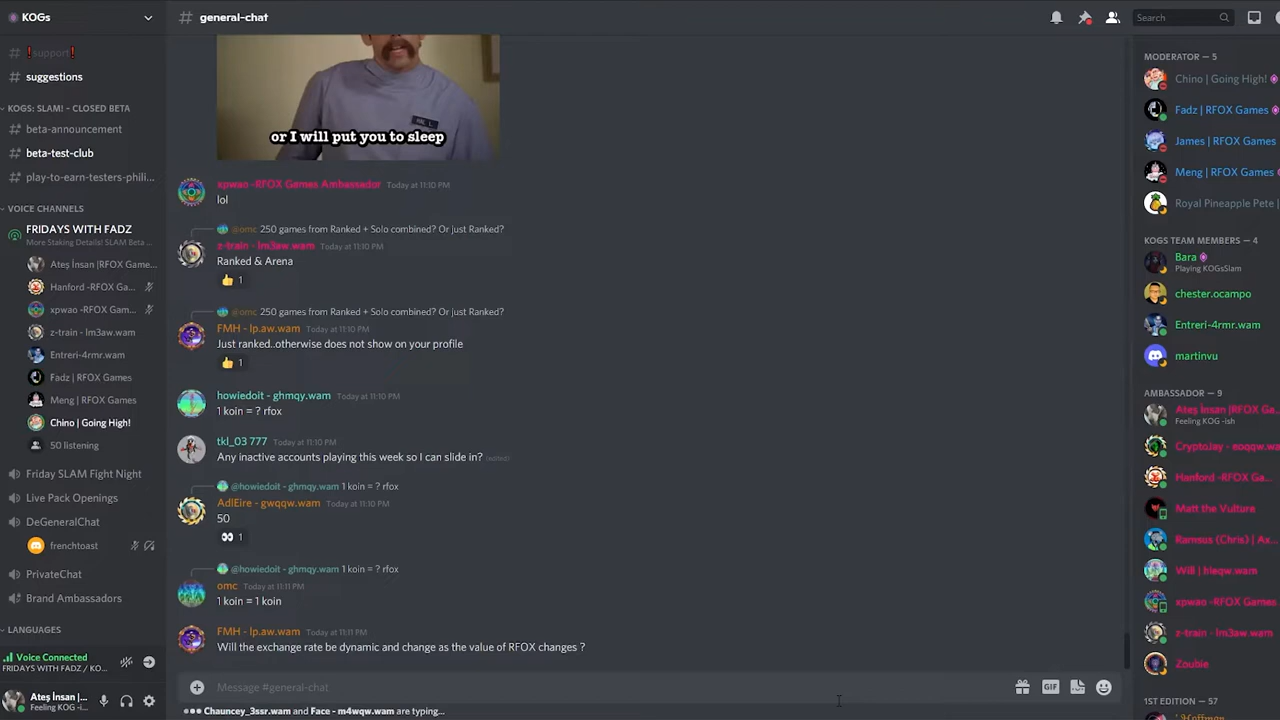 KOGs
# general-chat
Search
# ❗support❗
# suggestions
KOGS: SLAM! - CLOSED BETA
# beta-announcement
# beta-test-club
# play-to-earn-testers-phili...
VOICE CHANNELS
FRIDAYS WITH FADZ
More Staking Details! SLAM Beta ...
Ateş İnsan |RFOX Game...
Hanford -RFOX Ga...
xpwao -RFOX Gam...
z-train - lm3aw.wam
Entreri-4rmr.wam
Fadz | RFOX Games
Meng | RFOX Games
Chino | Going High!
50 listening
Friday SLAM Fight Night
Live Pack Openings
DeGeneralChat
frenchtoast
PrivateChat
Brand Ambassadors
LANGUAGES
Voice Connected
FRIDAYS WITH FADZ / KO...
Ateş İnsan |...
Feeling KOG -i...
or I will put you to sleep
xpwao -RFOX Games Ambassador Today at 11:10 PM
lol
@omc 250 games from Ranked + Solo combined? Or just Ranked?
z-train - lm3aw.wam Today at 11:10 PM
Ranked & Arena
👍 1
@omc 250 games from Ranked + Solo combined? Or just Ranked?
FMH - lp.aw.wam Today at 11:10 PM
Just ranked..otherwise does not show on your profile
👍 1
howiedoit - ghmqy.wam Today at 11:10 PM
1 koin = ? rfox
tkl_03 777 Today at 11:10 PM
Any inactive accounts playing this week so I can slide in? (edited)
@howiedoit - ghmqy.wam 1 koin = ? rfox
AdlEire - gwqqw.wam Today at 11:10 PM
50
👀 1
@howiedoit - ghmqy.wam 1 koin = ? rfox
omc Today at 11:11 PM
1 koin = 1 koin
FMH - lp.aw.wam Today at 11:11 PM
Will the exchange rate be dynamic and change as the value of RFOX changes ?
Message #general-chat
GIF
Chauncey_3ssr.wam and Face - m4wqw.wam are typing...
MODERATOR — 5
Chino | Going High!
Fadz | RFOX Games
James | RFOX Games
Meng | RFOX Games
Royal Pineapple Pete |
KOGS TEAM MEMBERS — 4
Bara
Playing KOGsSlam
chester.ocampo
Entreri-4rmr.wam
martinvu
AMBASSADOR — 9
Ateş İnsan |RFOX Ga...
Feeling KOG -ish
CryptoJay - eoqqw.wa
Hanford -RFOX Ga...
Matt the Vulture
Ramsos (Chris) | Ax...
Will | hleqw.wam
xpwao -RFOX Games
z-train - lm3aw.wam
Zoubie
1ST EDITION — 57